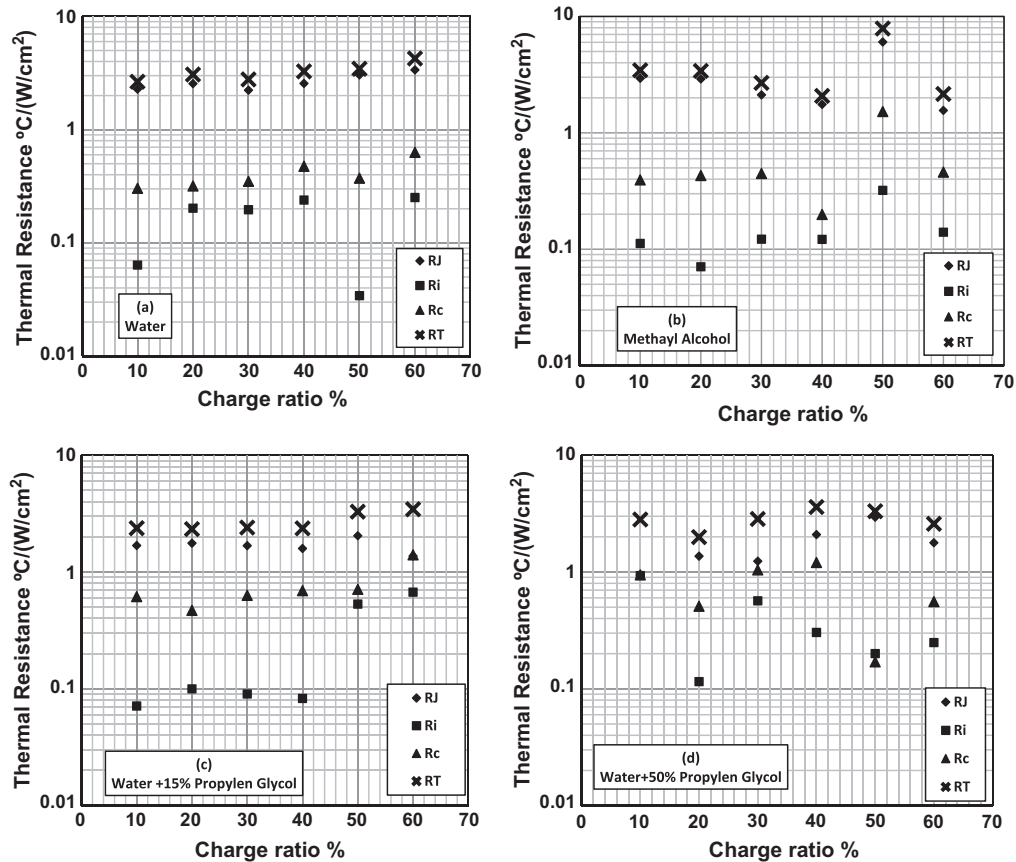 Thermal Resistance ºC/(W/cm²)
10
1
0.1
0.01
0 10 20 30 40 50 60 70
Charge ratio %
(a)
Water
RJ
Ri
Rc
RT
Thermal Resistance ºC/(W/cm²)
10
1
0.1
0.01
0 10 20 30 40 50 60 70
Charge ratio %
(b)
Methayl Alcohol
RJ
Ri
Rc
RT
Thermal Resistance ºC/(W/cm²)
10
1
0.1
0.01
0 10 20 30 40 50 60 70
Charge ratio %
(c)
Water +15% Propylen Glycol
RJ
Ri
Rc
RT
Thermal Resistance ºC/(W/cm²)
10
1
0.1
0.01
0 10 20 30 40 50 60 70
Charge ratio %
(d)
Water+50% Propylen Glycol
RJ
Ri
Rc
RT